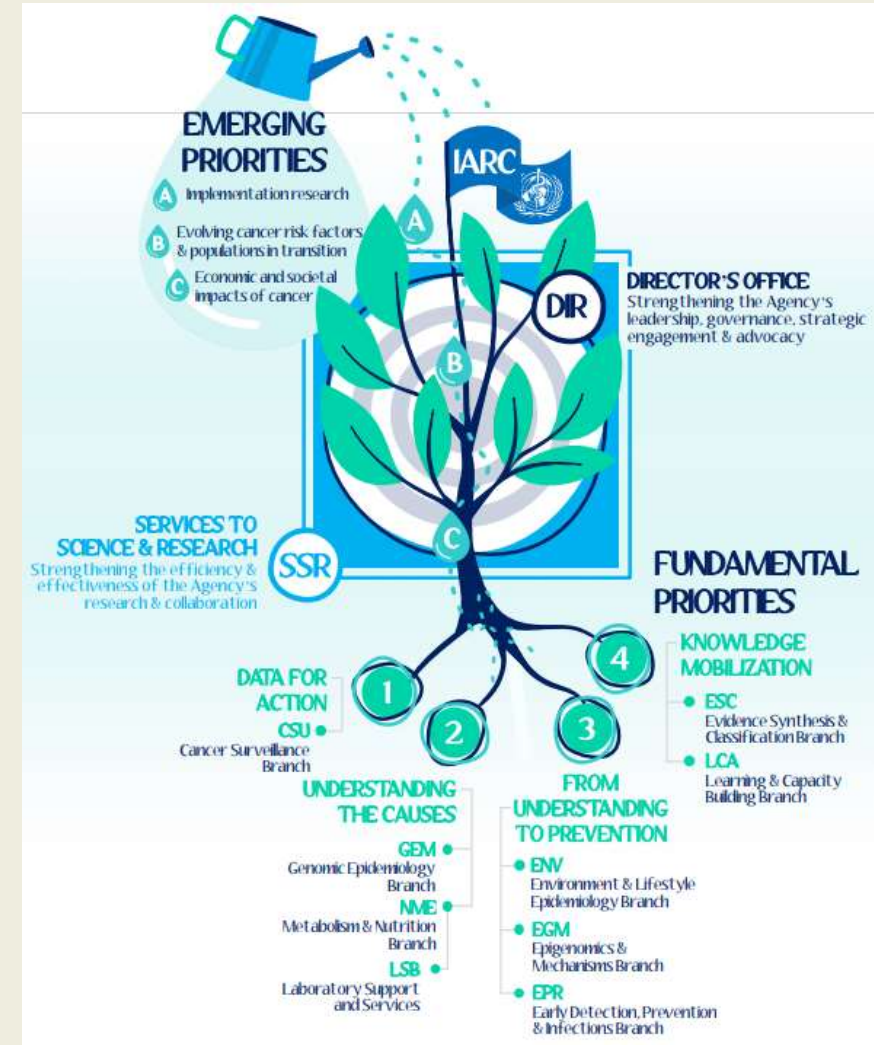 EMERGING
PRIORITIES
A Implementation research
B Evolving cancer risk factors
& populations in transition
C Economic and societal
impacts of cancer
IARC
A
DIR
DIRECTOR'S OFFICE
Strengthening the Agency's
leadership, governance, strategic
engagement & advocacy
B
C
SERVICES TO
SCIENCE & RESEARCH
Strengthening the efficiency &
effectiveness of the Agency's
research & collaboration
SSR
FUNDAMENTAL
PRIORITIES
1
DATA FOR
ACTION
CSU
Cancer Surveillance
Branch
2
UNDERSTANDING
THE CAUSES
GEM
Genomic Epidemiology
Branch
NME
Metabolism & Nutrition
Branch
LSB
Laboratory Support
and Services
3
FROM
UNDERSTANDING
TO PREVENTION
ENV
Environment & Lifestyle
Epidemiology Branch
EGM
Epigenomics &
Mechanisms Branch
EPR
Early Detection, Prevention
& Infections Branch
4
KNOWLEDGE
MOBILIZATION
ESC
Evidence Synthesis &
Classification Branch
LCA
Learning & Capacity
Building Branch